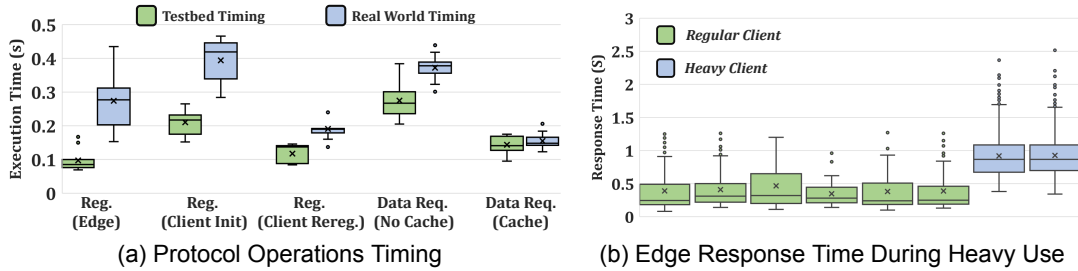 Testbed Timing
Real World Timing
Execution Time (s)
0.5
0.4
0.3
0.2
0.1
0
Reg.
(Edge)
Reg.
(Client Init)
Reg.
(Client Rereg.)
Data Req.
(No Cache)
Data Req.
(Cache)
(a) Protocol Operations Timing
Regular Client
Heavy Client
Response Time (S)
3
2.5
2
1.5
1
0.5
0
(b) Edge Response Time During Heavy Use